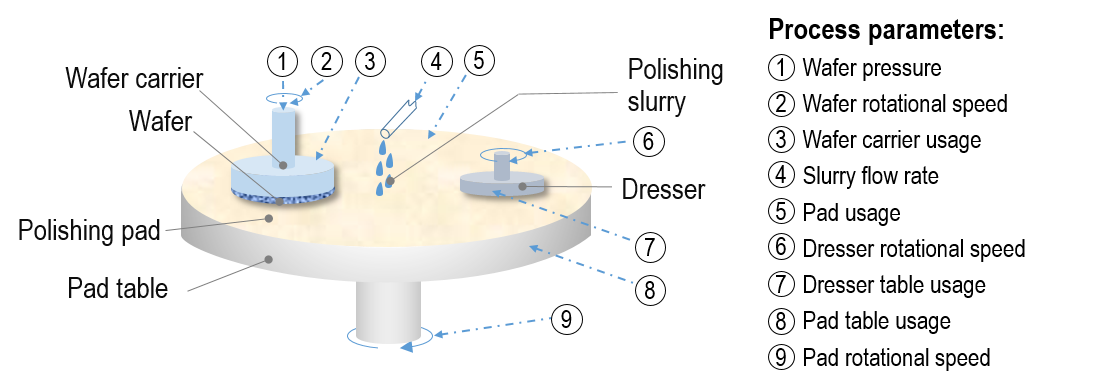 Wafer carrier
Wafer
Polishing pad
Pad table
1
2
3
4
5
Polishing
slurry
6
Dresser
7
8
9
Process parameters:
1 Wafer pressure
2 Wafer rotational speed
3 Wafer carrier usage
4 Slurry flow rate
5 Pad usage
6 Dresser rotational speed
7 Dresser table usage
8 Pad table usage
9 Pad rotational speed